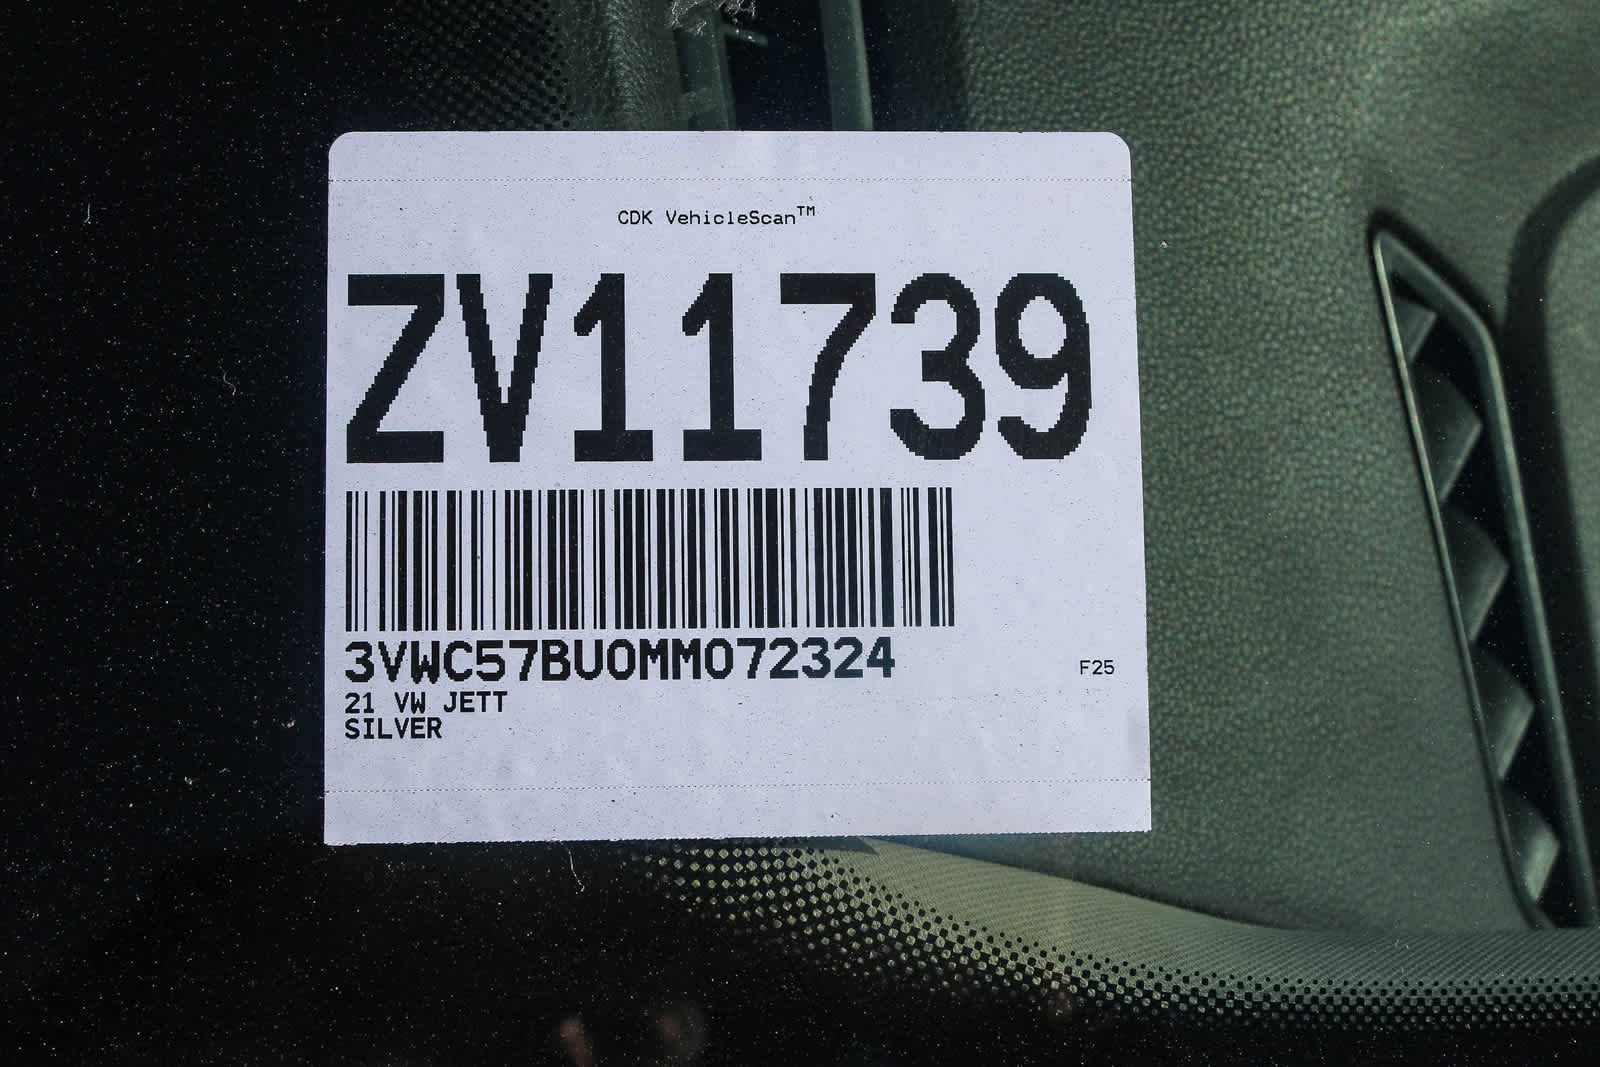 CDK VehicleScan™
ZV11739
3VWC57BU0MM072324
F25
21 VW JETT
SILVER